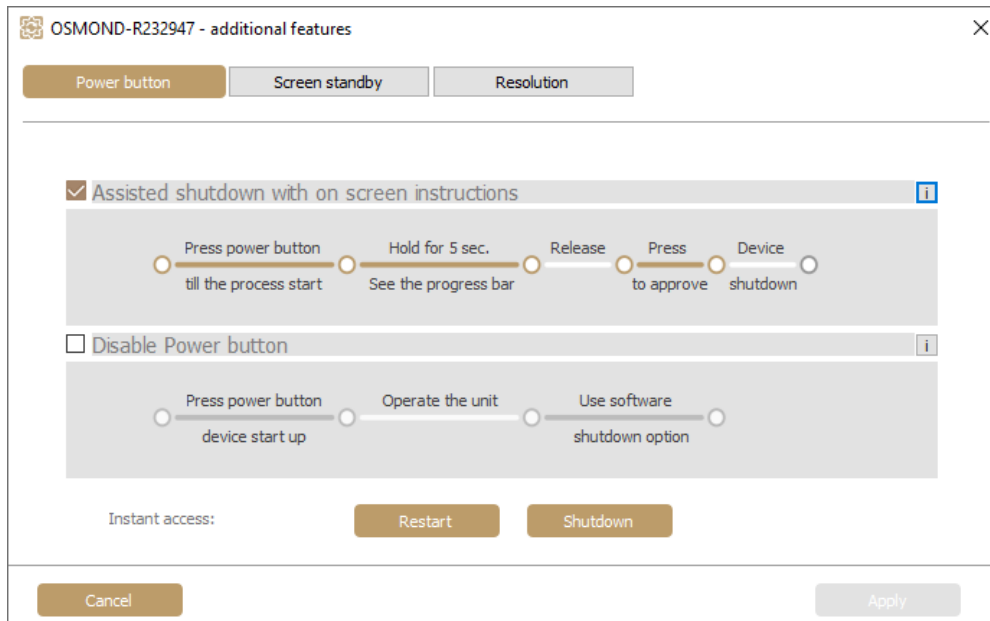 OSMOND-R232947 - additional features
Power button
Screen standby
Resolution
Assisted shutdown with on screen instructions
i
Press power button
Hold for 5 sec.
Release
Press
Device
till the process start
See the progress bar
to approve
shutdown
Disable Power button
i
Press power button
Operate the unit
Use software
device start up
shutdown option
Instant access:
Restart
Shutdown
Cancel
Apply